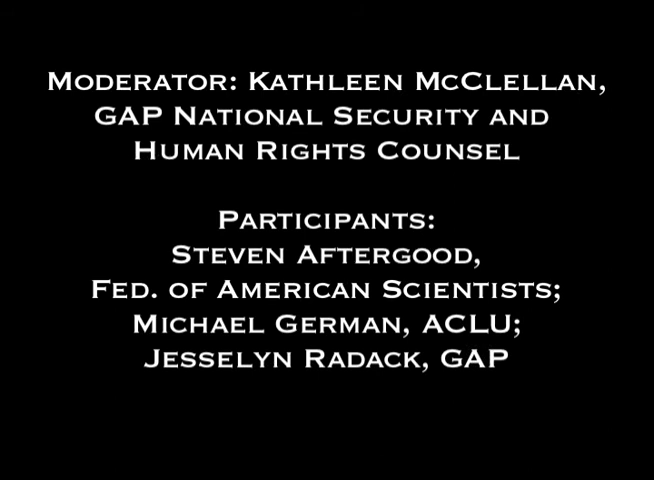 Moderator: Kathleen McClellan,
GAP National Security and
Human Rights Counsel
Participants:
Steven Aftergood,
Fed. of American Scientists;
Michael German, ACLU;
Jesselyn Radack, GAP